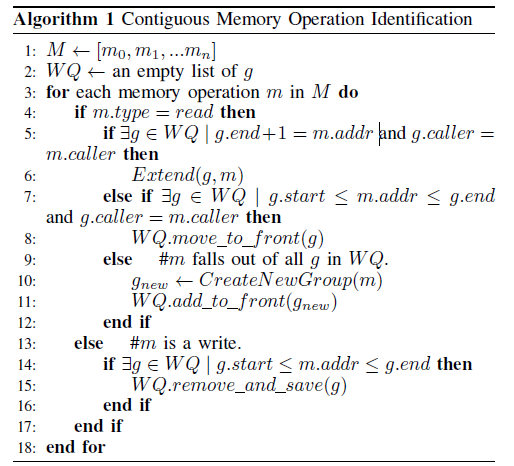 Algorithm 1 Contiguous Memory Operation Identification
1: M ← [m₀, m₁, ...mₙ]
2: WQ ← an empty list of g
3: for each memory operation m in M do
4: if m.type = read then
5: if ∃g ∈ WQ | g.end+1 = m.addr and g.caller =
m.caller then
6: Extend(g, m)
7: else if ∃g ∈ WQ | g.start ≤ m.addr ≤ g.end
and g.caller = m.caller then
8: WQ.move_to_front(g)
9: else #m falls out of all g in WQ.
10: gₙₑw ← CreateNewGroup(m)
11: WQ.add_to_front(gₙₑw)
12: end if
13: else #m is a write.
14: if ∃g ∈ WQ | g.start ≤ m.addr ≤ g.end then
15: WQ.remove_and_save(g)
16: end if
17: end if
18: end for